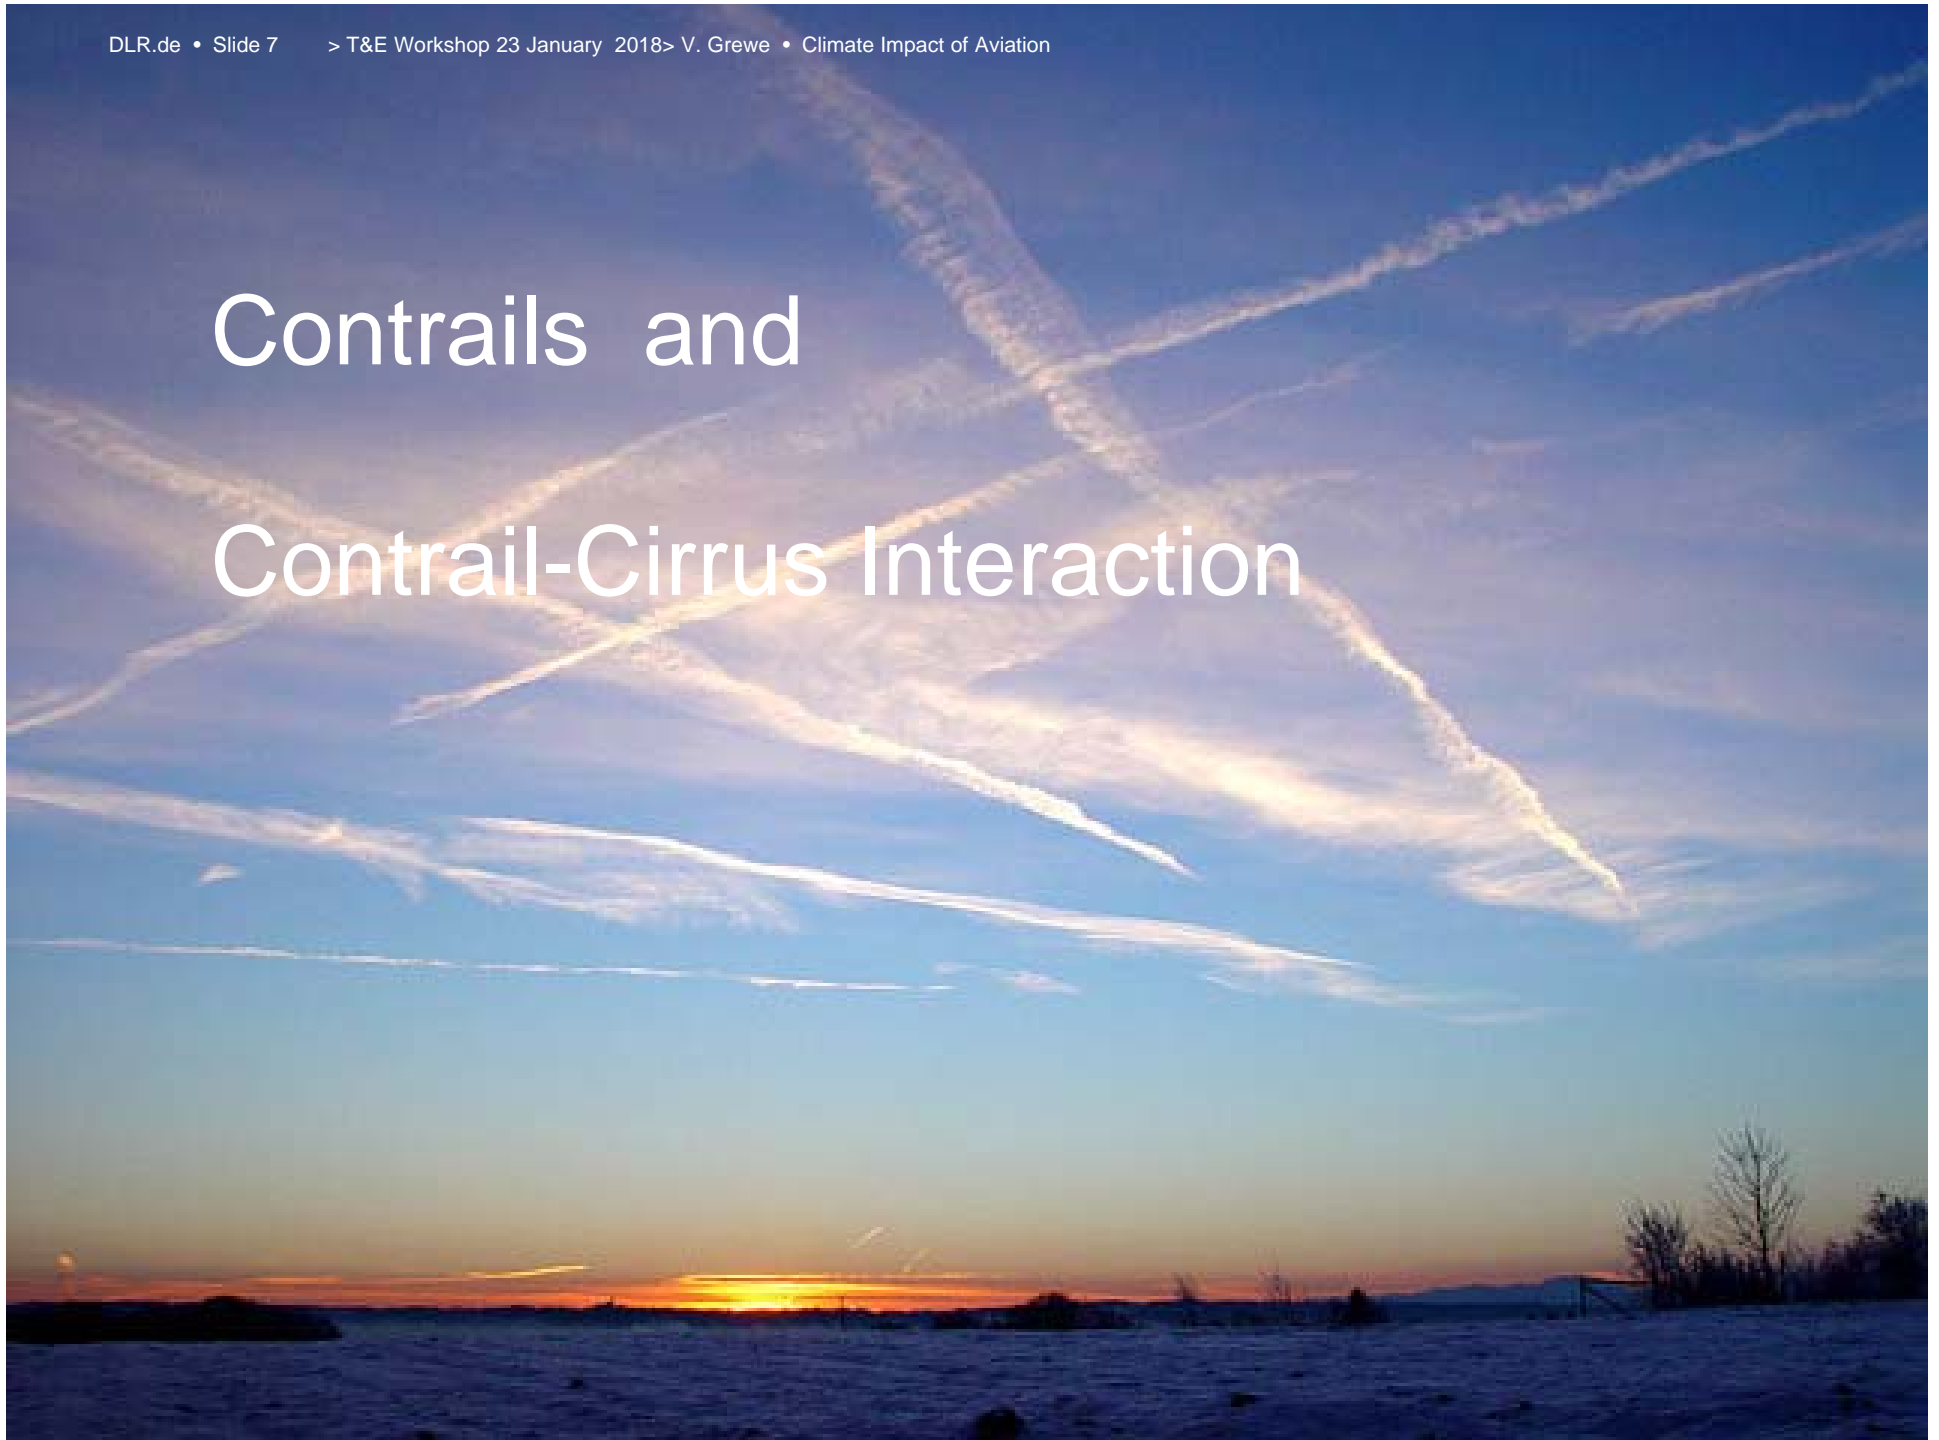 DLR.de • Slide 7 > T&E Workshop 23 January 2018> V. Grewe • Climate Impact of Aviation
Contrails and
Contrail-Cirrus Interaction